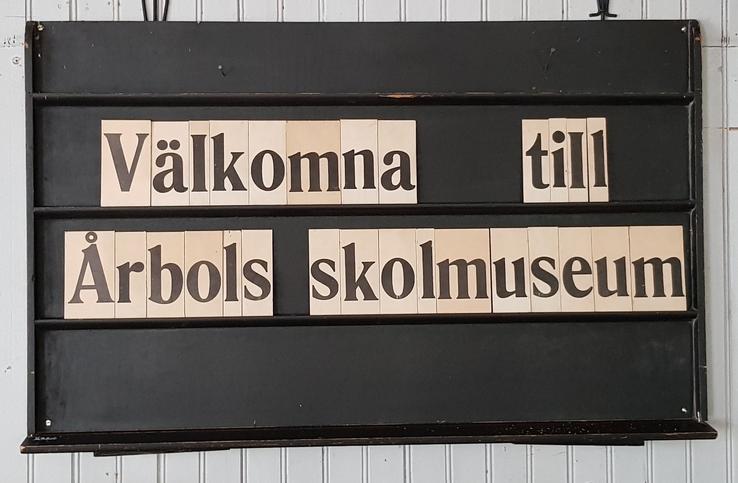 Välkomna till
Årbols skolmuseum